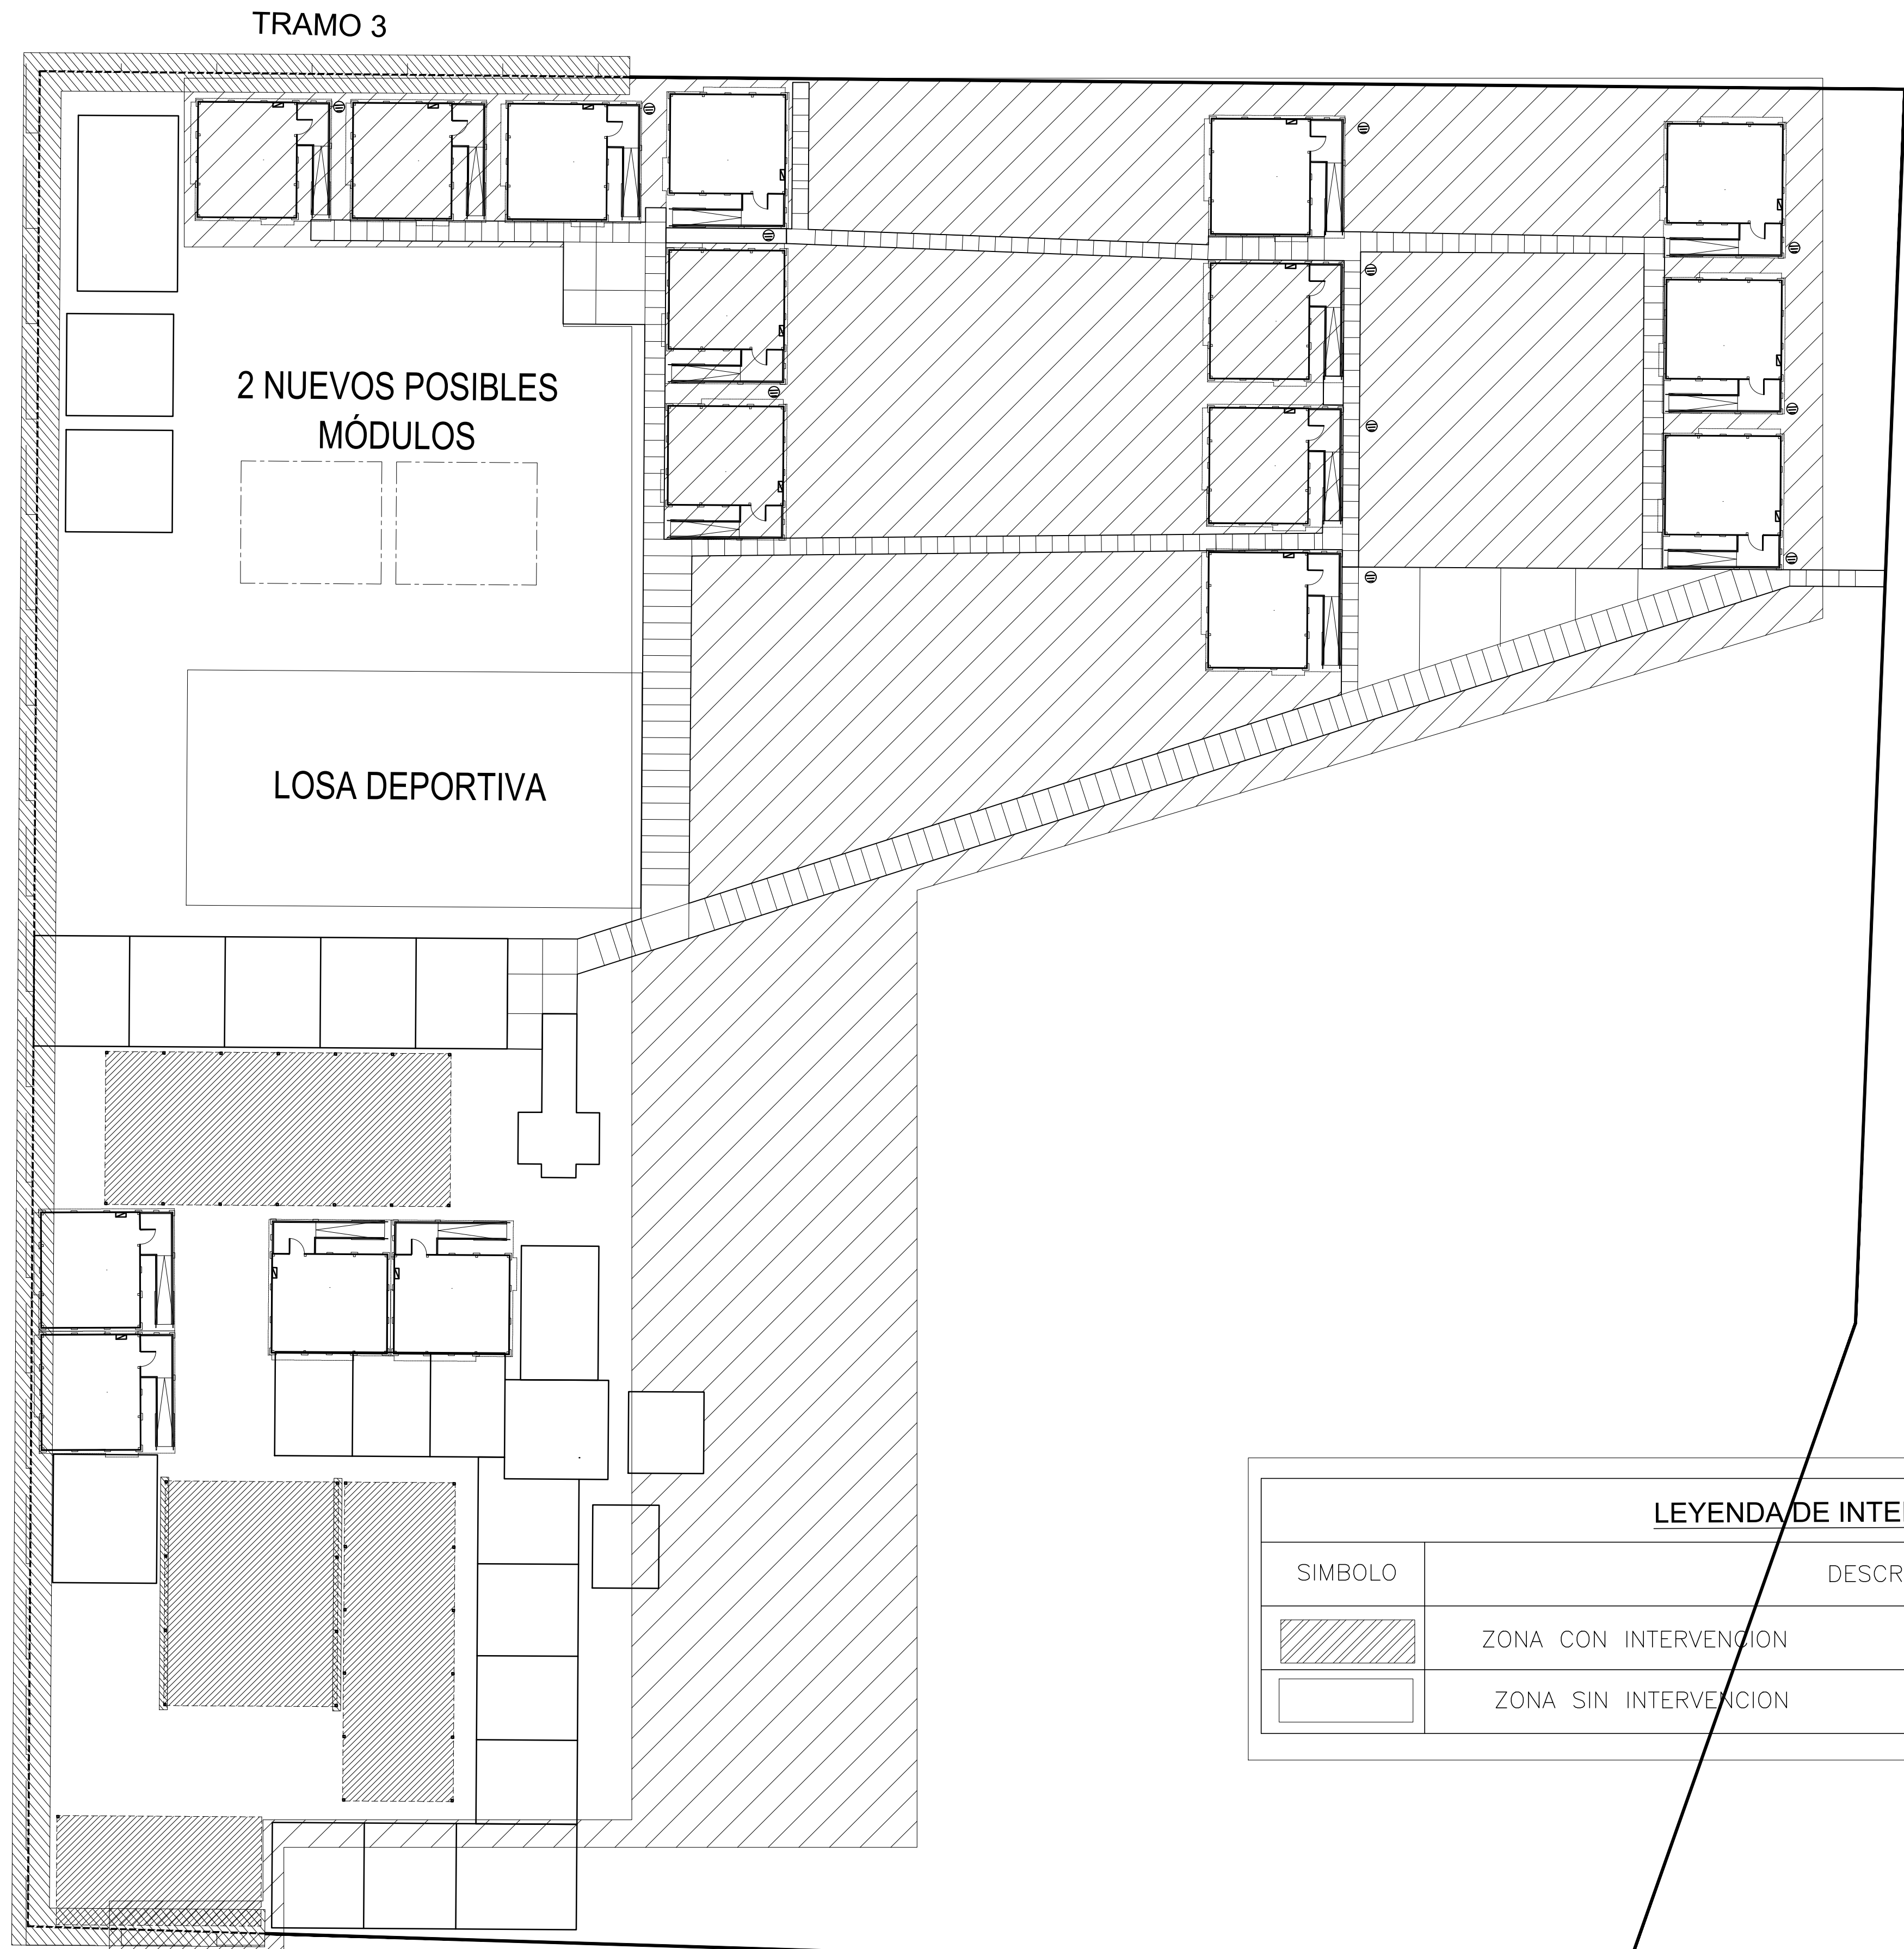 TRAMO 3
2 NUEVOS POSIBLES
MÓDULOS
LOSA DEPORTIVA
LEYENDA DE INTE
SIMBOLO
DESCR
ZONA CON INTERVENCION
ZONA SIN INTERVENCION